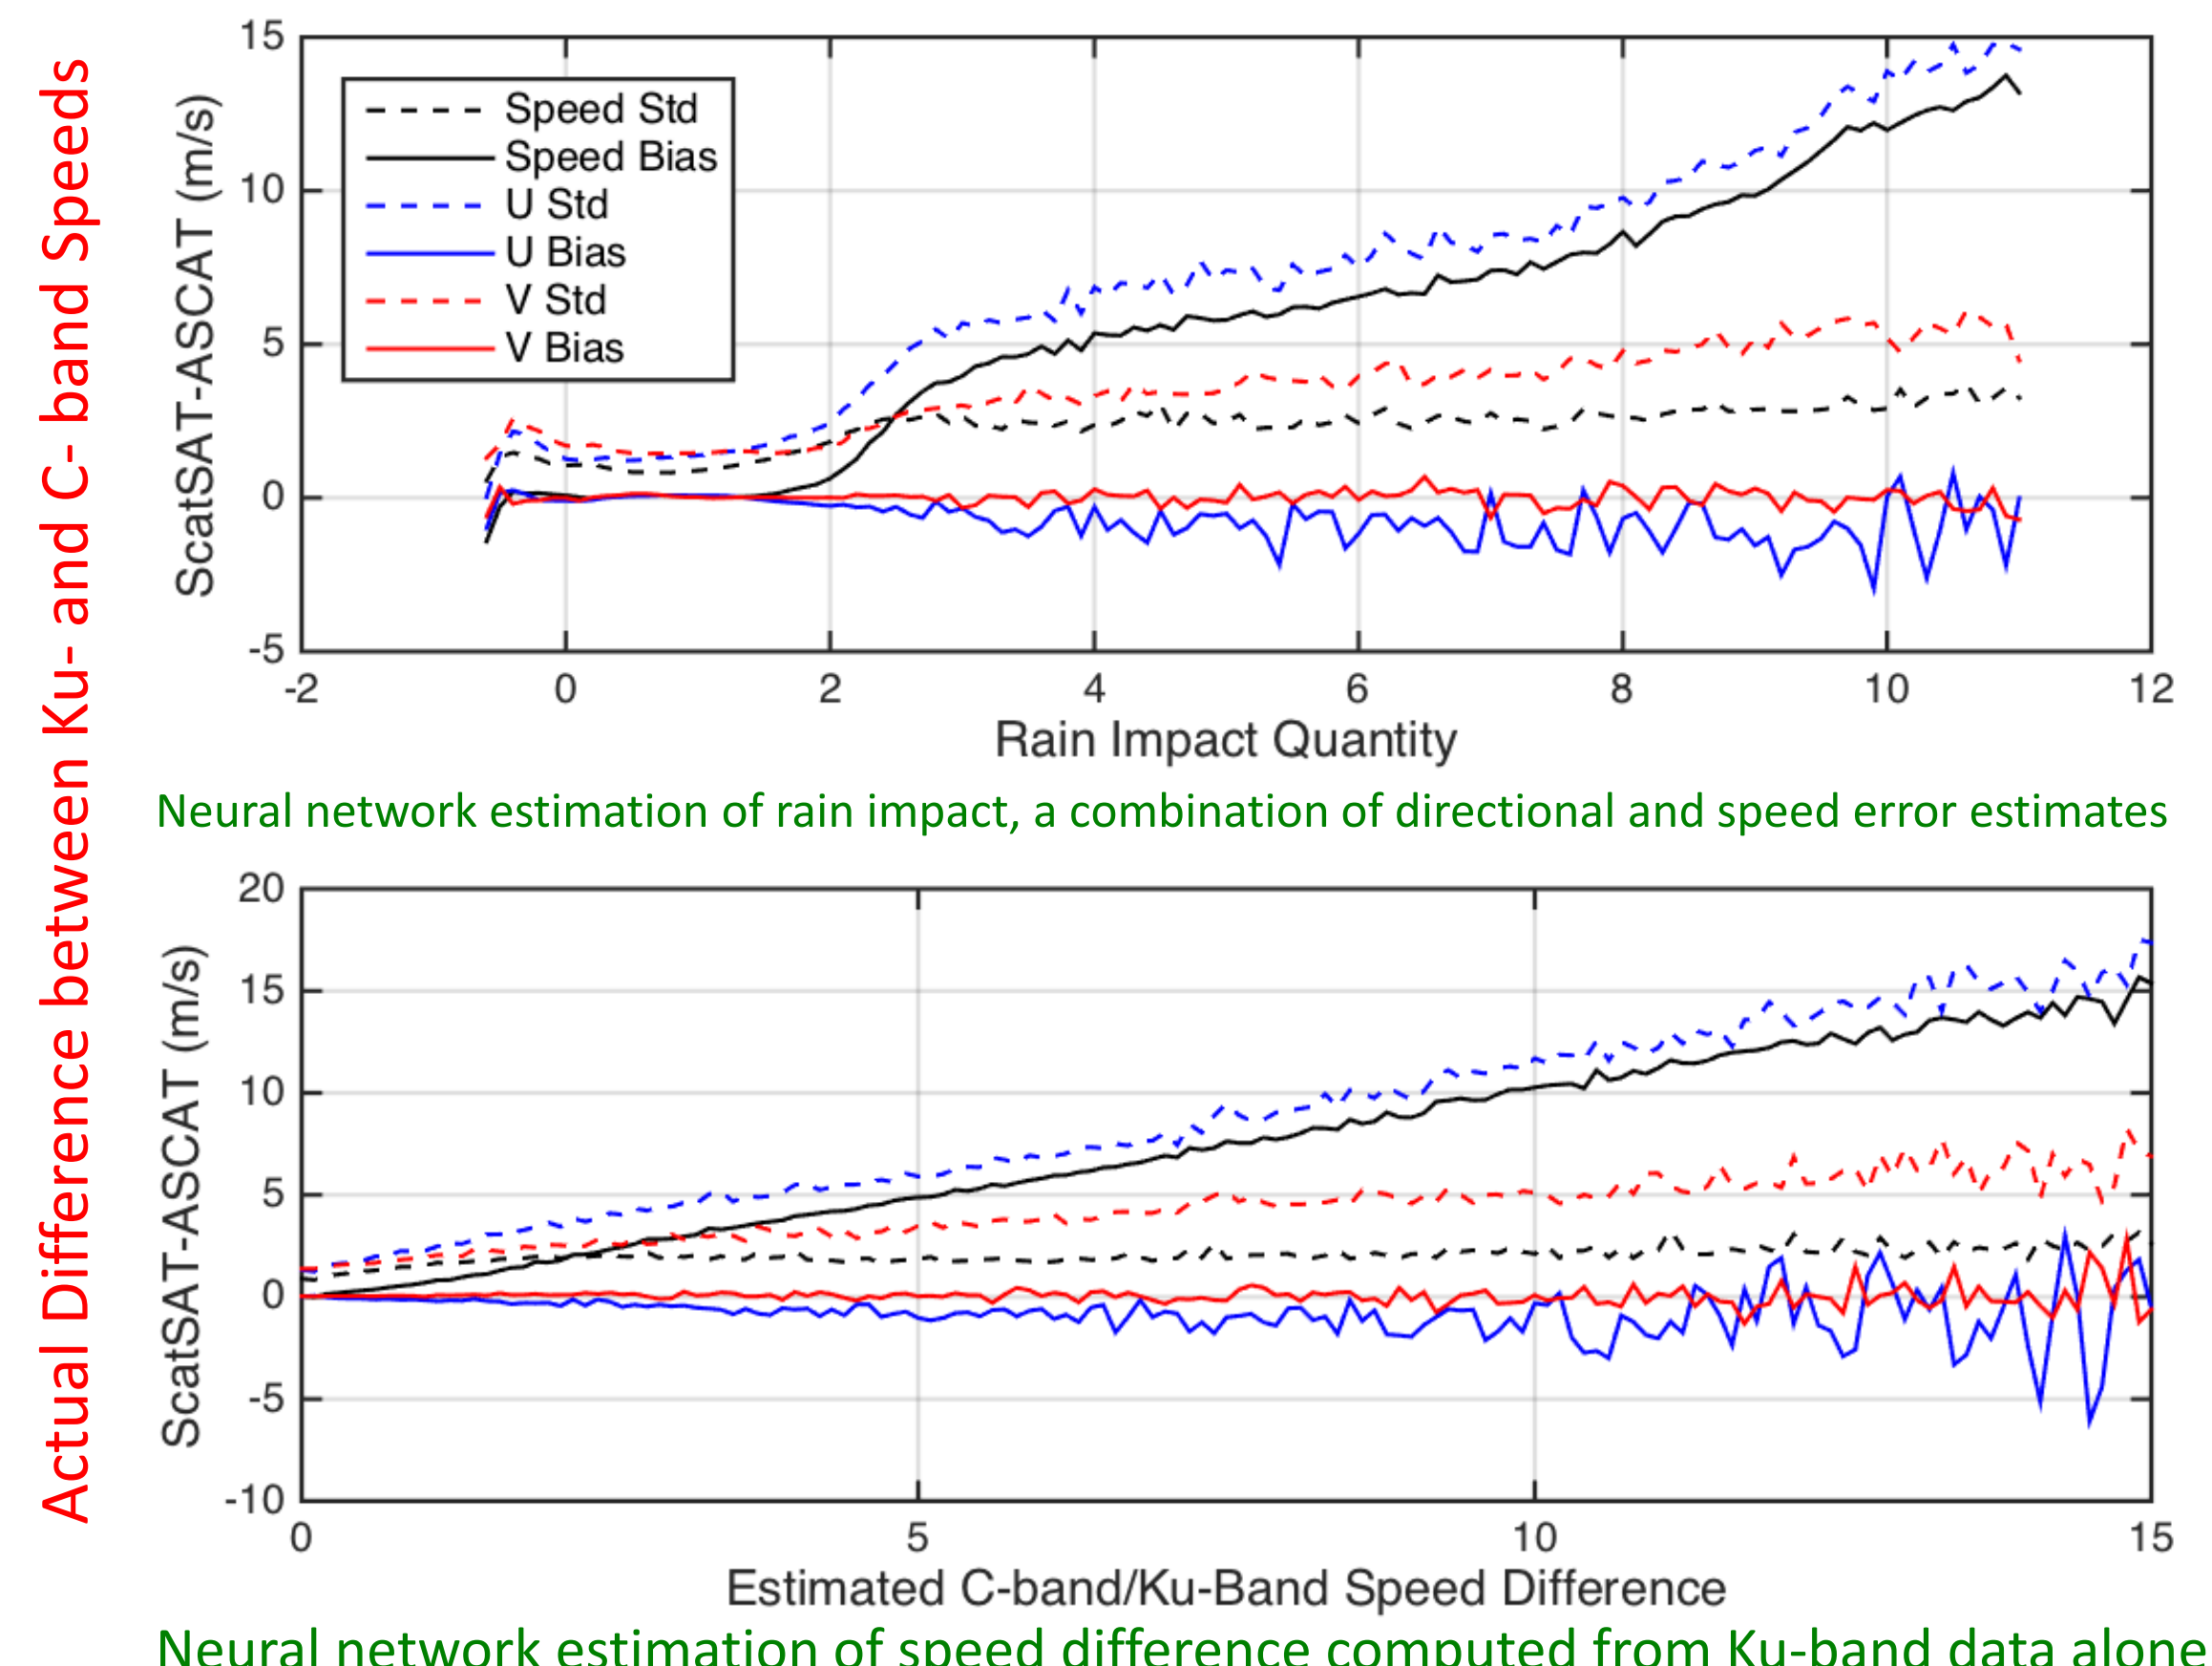 Actual Difference between Ku- and C- band Speeds
ScatSAT-ASCAT (m/s)
15
10
5
0
-5
Speed Std
Speed Bias
U Std
U Bias
V Std
V Bias
-2 0 2 4 6 8 10 12
Rain Impact Quantity
Neural network estimation of rain impact, a combination of directional and speed error estimates
ScatSAT-ASCAT (m/s)
20
15
10
5
0
-5
-10
0 5 10 15
Estimated C-band/Ku-Band Speed Difference
Neural network estimation of speed difference computed from Ku-band data alone